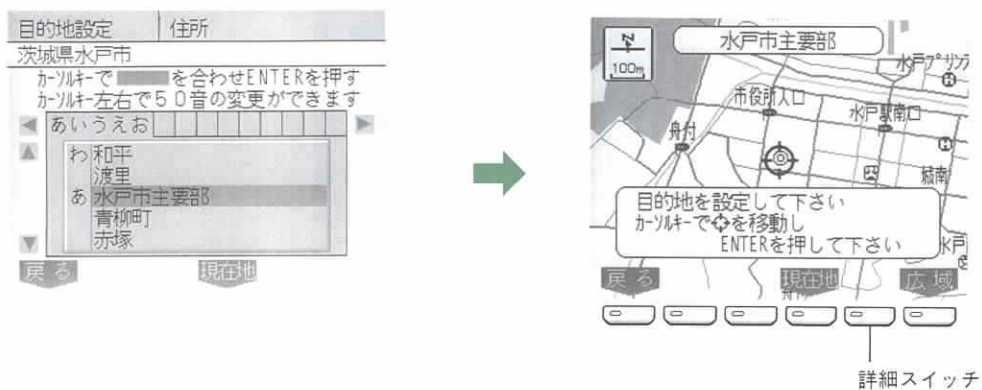 目的地設定 住所
茨城県水戸市
カーソルキーで を合わせENTERを押す
カーソルキー左右で50音の変更ができます
あいうえお
わ 和平
渡里
あ 水戸市主要部
青柳町
赤塚
戻る 現在地
水戸市主要部
100m
水戸プリンス
市役所入口
水戸駅南口
舟付
城南
目的地を設定して下さい
カーソルキーで を移動し
ENTERを押して下さい
水戸
戻る 現在地 広域
詳細スイッチ